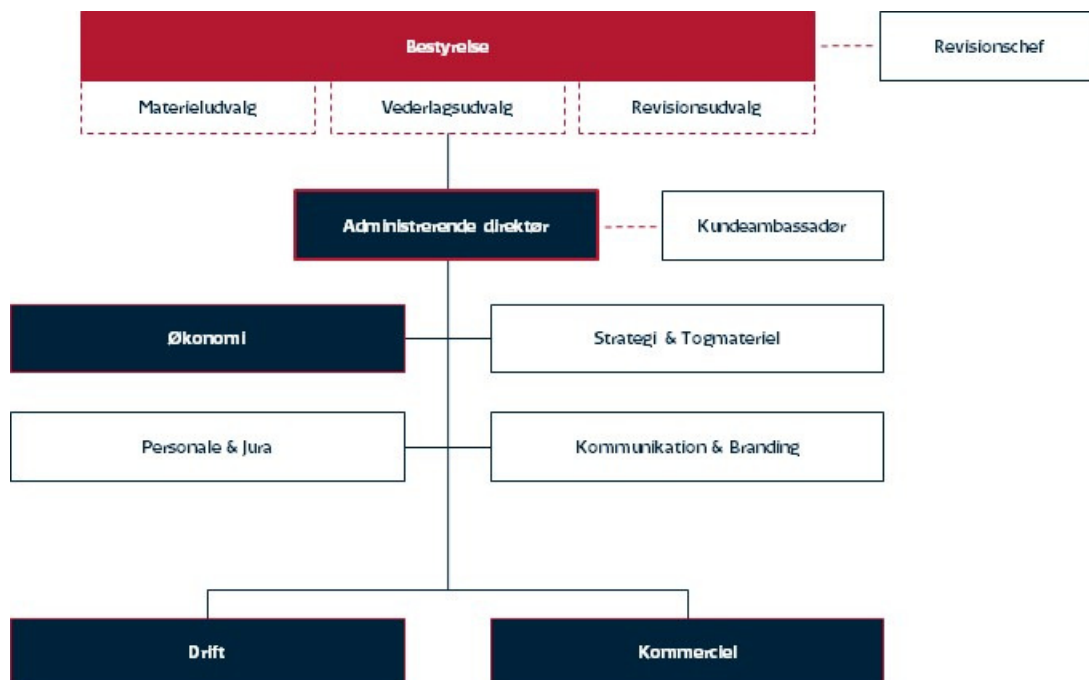 Bestyrelse
Revisionschef
Materieludvalg
Vederlagsudvalg
Revisionsudvalg
Administrerende direktør
Kundeambassadør
Økonomi
Strategi & Togmateriel
Personale & Jura
Kommunikation & Branding
Drift
Kommerciel